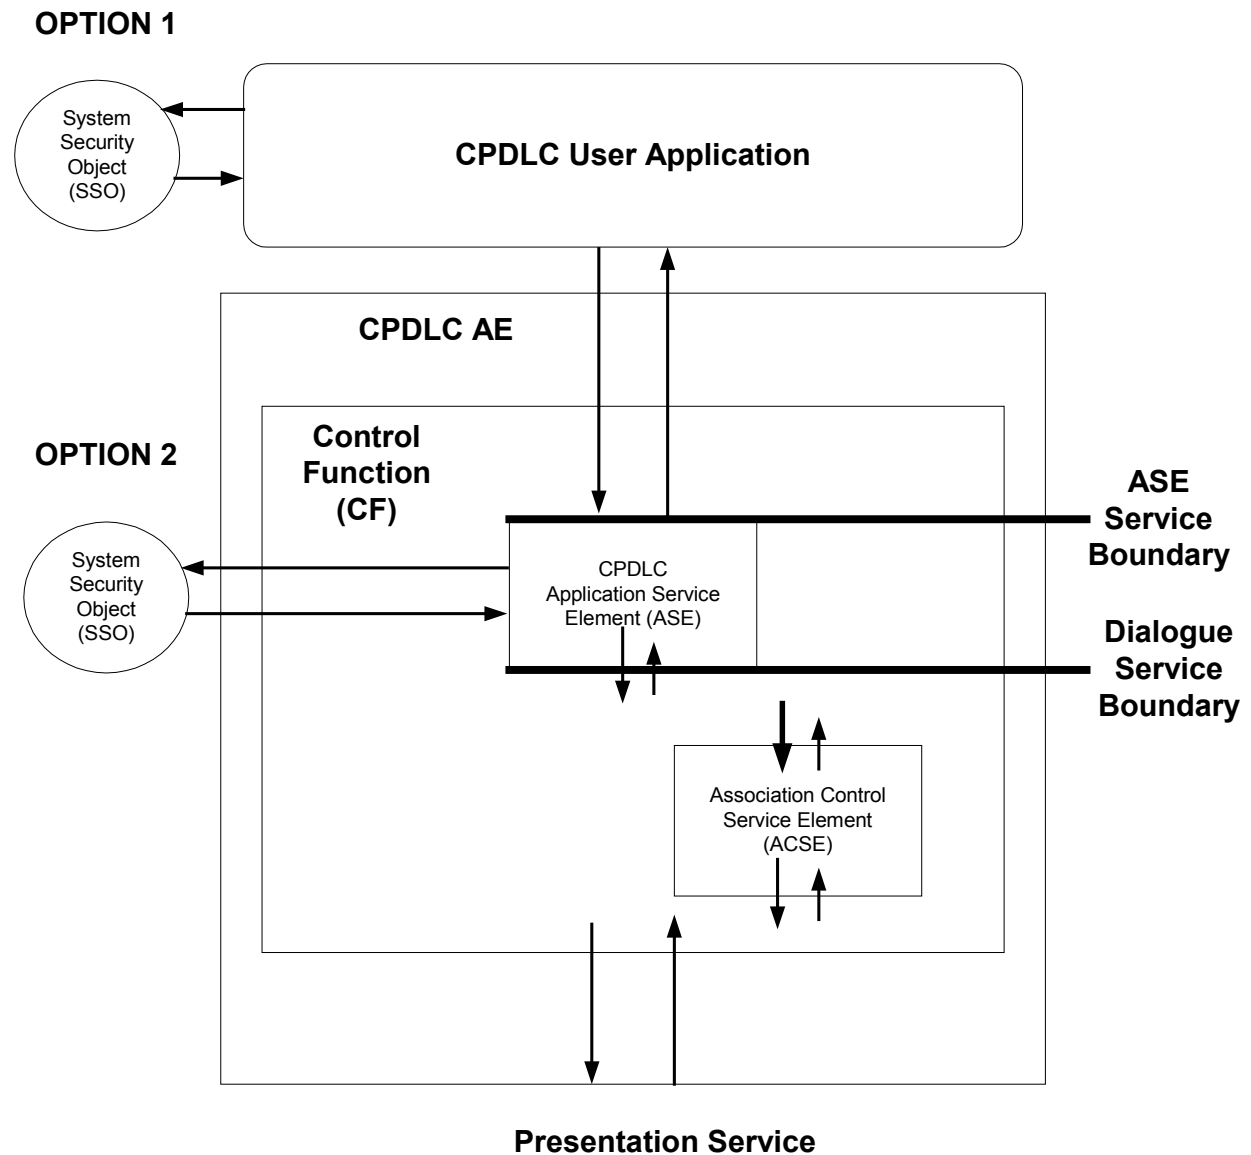 OPTION 1
System
Security
Object
(SSO)
CPDLC User Application
CPDLC AE
Control
Function
(CF)
OPTION 2
ASE
Service
Boundary
System
Security
Object
(SSO)
CPDLC
Application Service
Element (ASE)
Dialogue
Service
Boundary
Association Control
Service Element
(ACSE)
Presentation Service